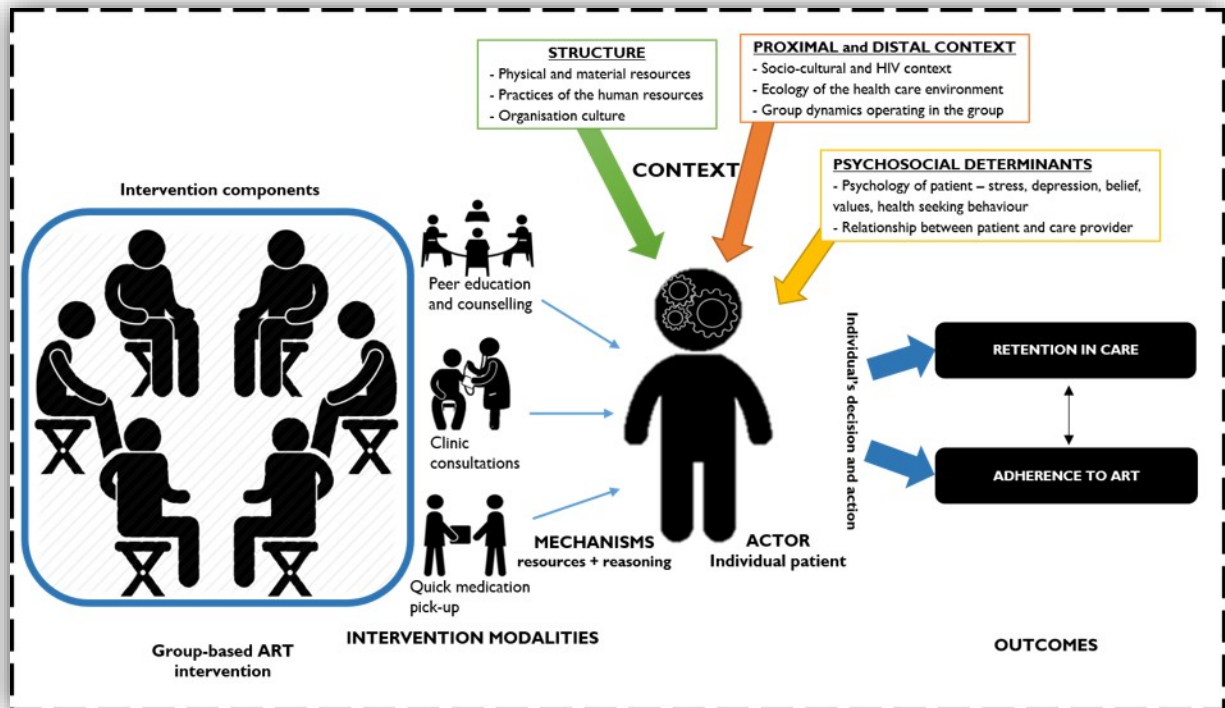 STRUCTURE
- Physical and material resources
- Practices of the human resources
- Organisation culture
PROXIMAL and DISTAL CONTEXT
- Socio-cultural and HIV context
- Ecology of the health care environment
- Group dynamics operating in the group
CONTEXT
PSYCHOSOCIAL DETERMINANTS
- Psychology of patient – stress, depression, belief,
values, health seeking behaviour
- Relationship between patient and care provider
Intervention components
Peer education
and counselling
Clinic
consultations
Quick medication
pick-up
MECHANISMS
resources + reasoning
ACTOR
Individual patient
Individual's decision and action
RETENTION IN CARE
ADHERENCE TO ART
INTERVENTION MODALITIES
Group-based ART
intervention
OUTCOMES